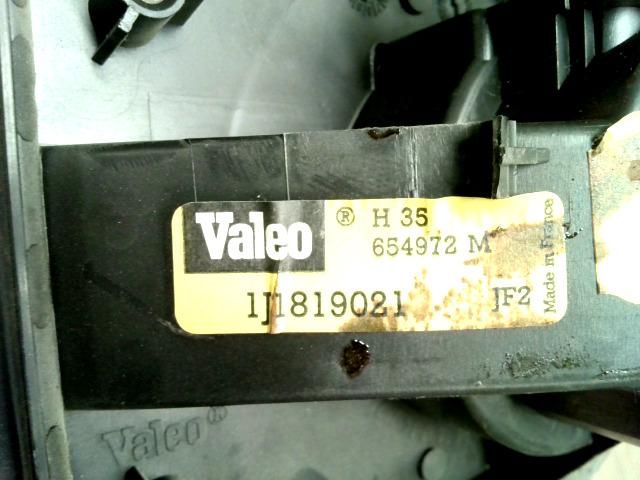 Valeo ® H 35
654972 M
1J1819021 JF2
Made in France
Valeo®